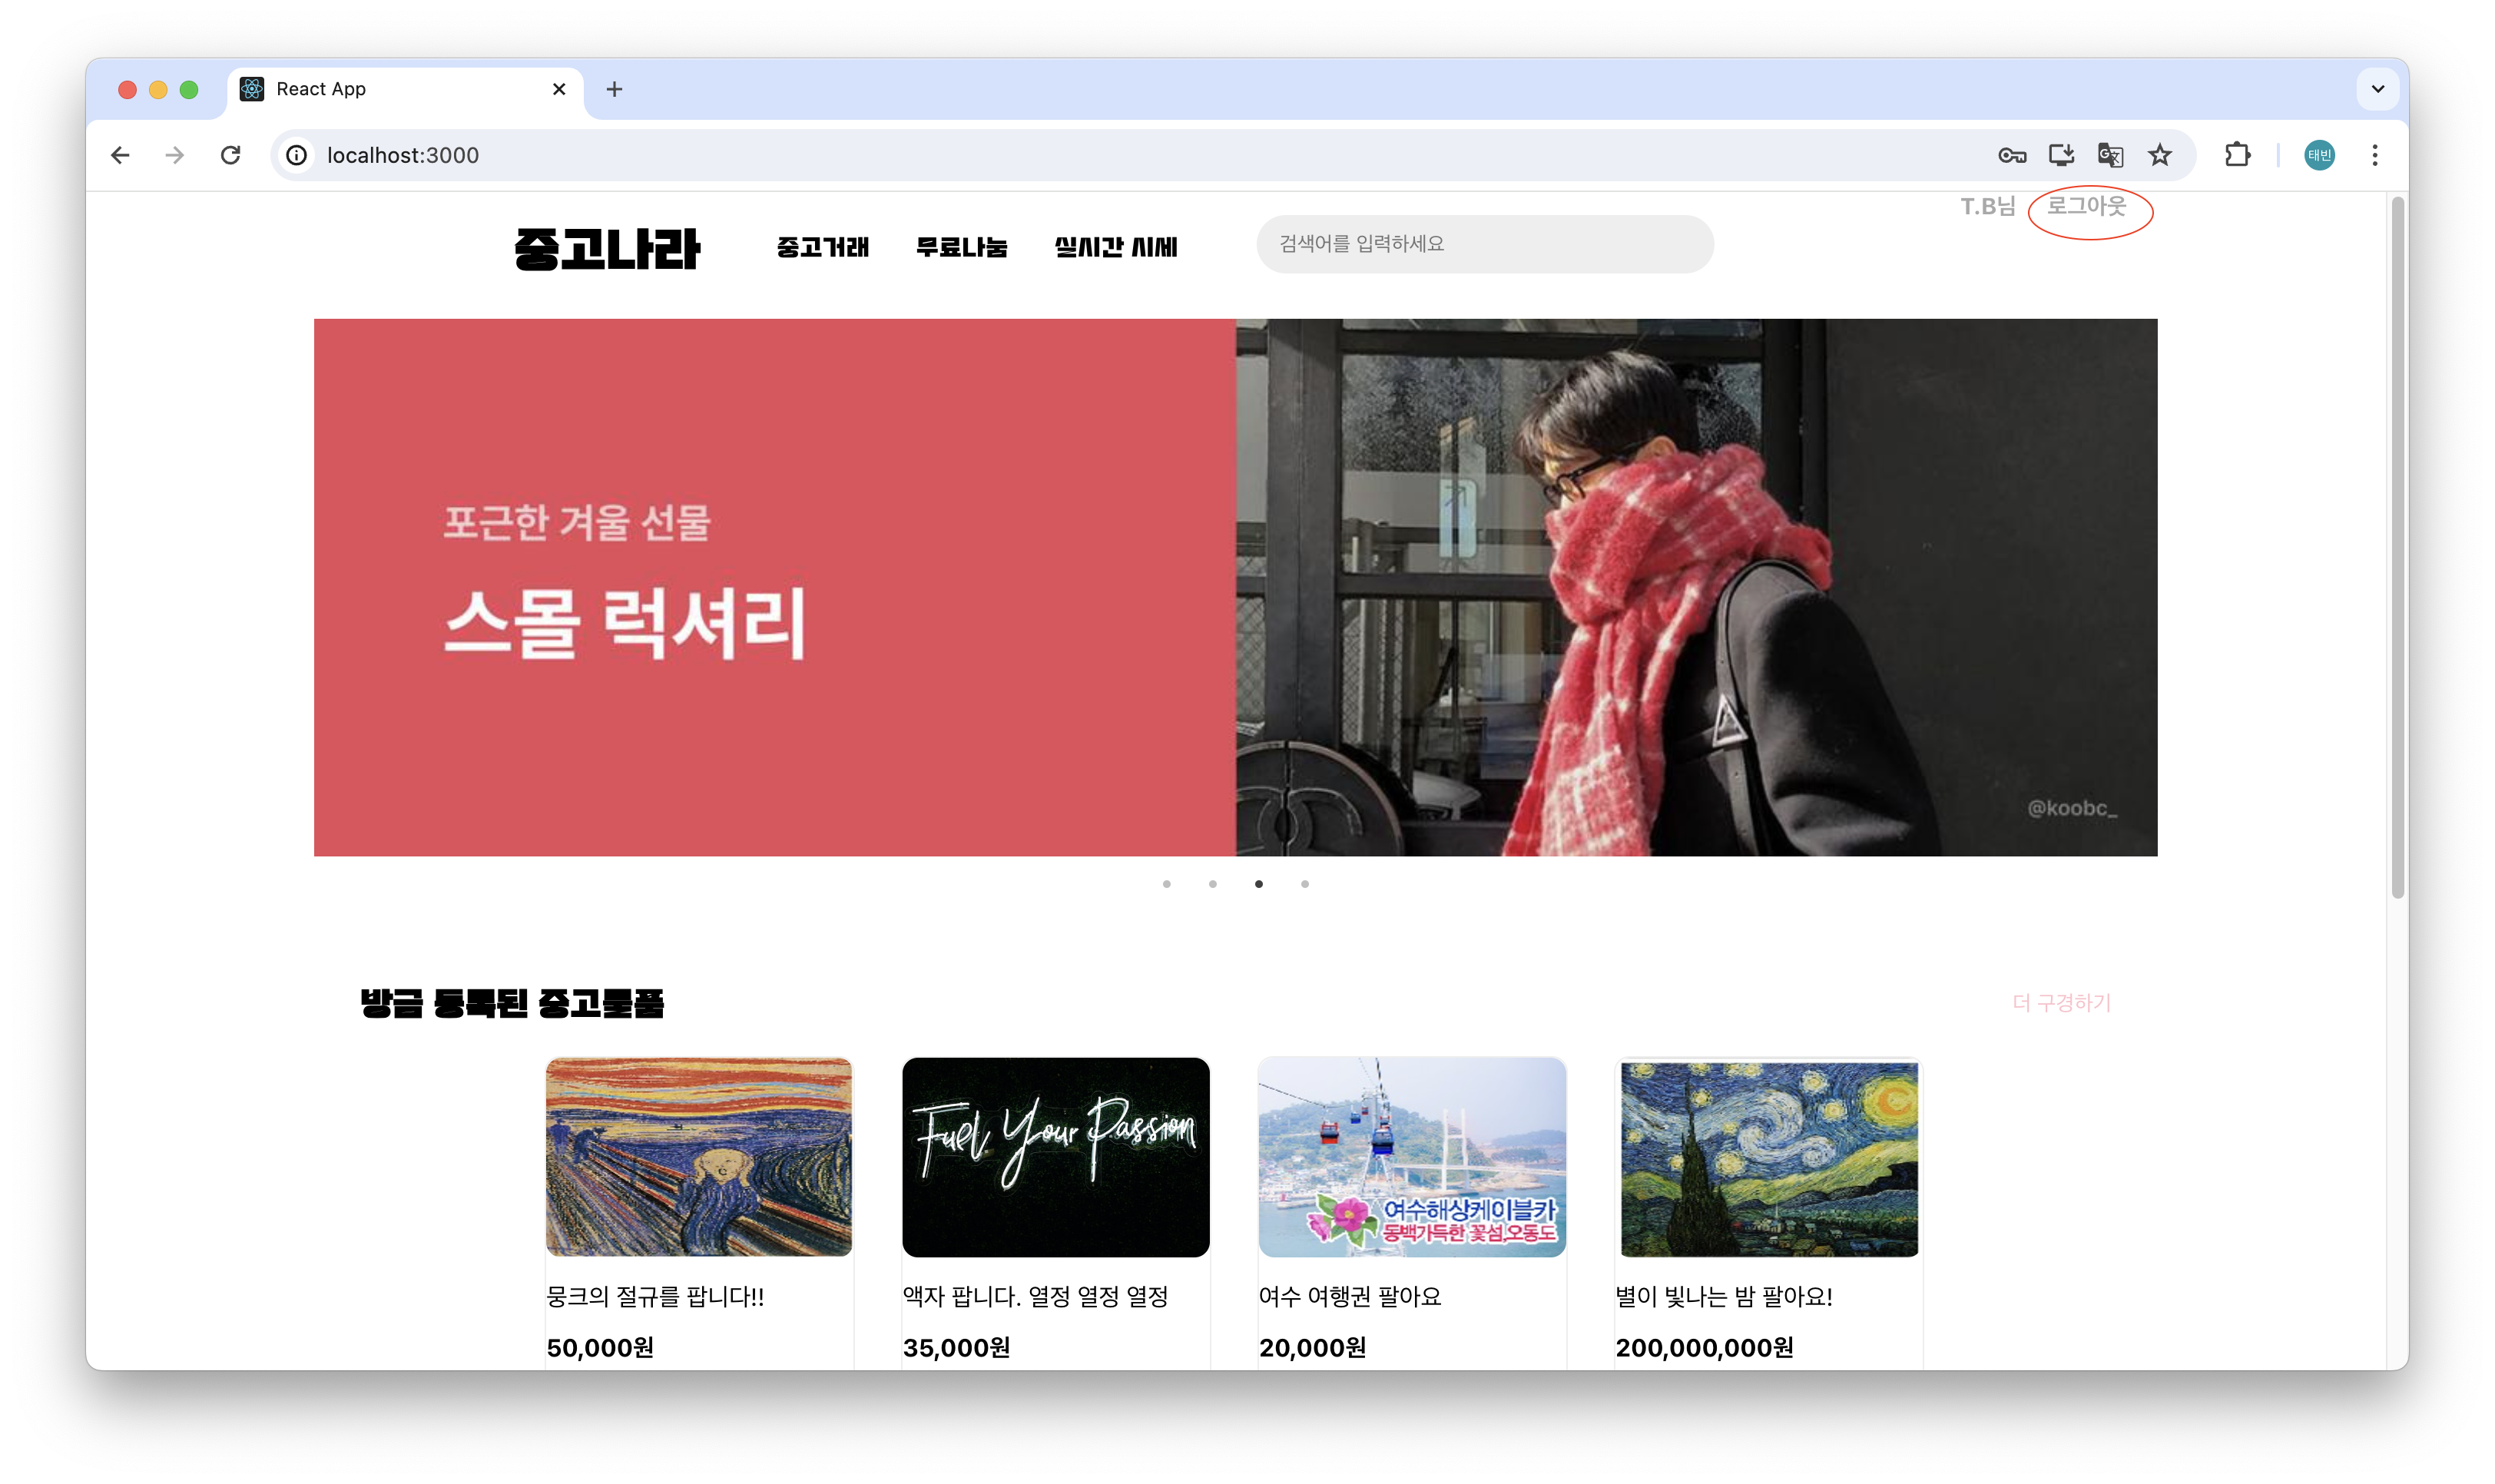 React App
localhost:3000
태빈
T.B님 로그아웃
중고나라 중고거래 무료나눔 실시간 시세 검색어를 입력하세요
포근한 겨울 선물
스몰 럭셔리
@koobc_
방금 등록된 중고물품 더 구경하기
Fuel Your Passion
여수해상케이블카
동백가득한 꽃섬,오동도
뭉크의 절규를 팝니다!! 액자 팝니다. 열정 열정 열정 여수 여행권 팔아요 별이 빛나는 밤 팔아요!
50,000원 35,000원 20,000원 200,000,000원